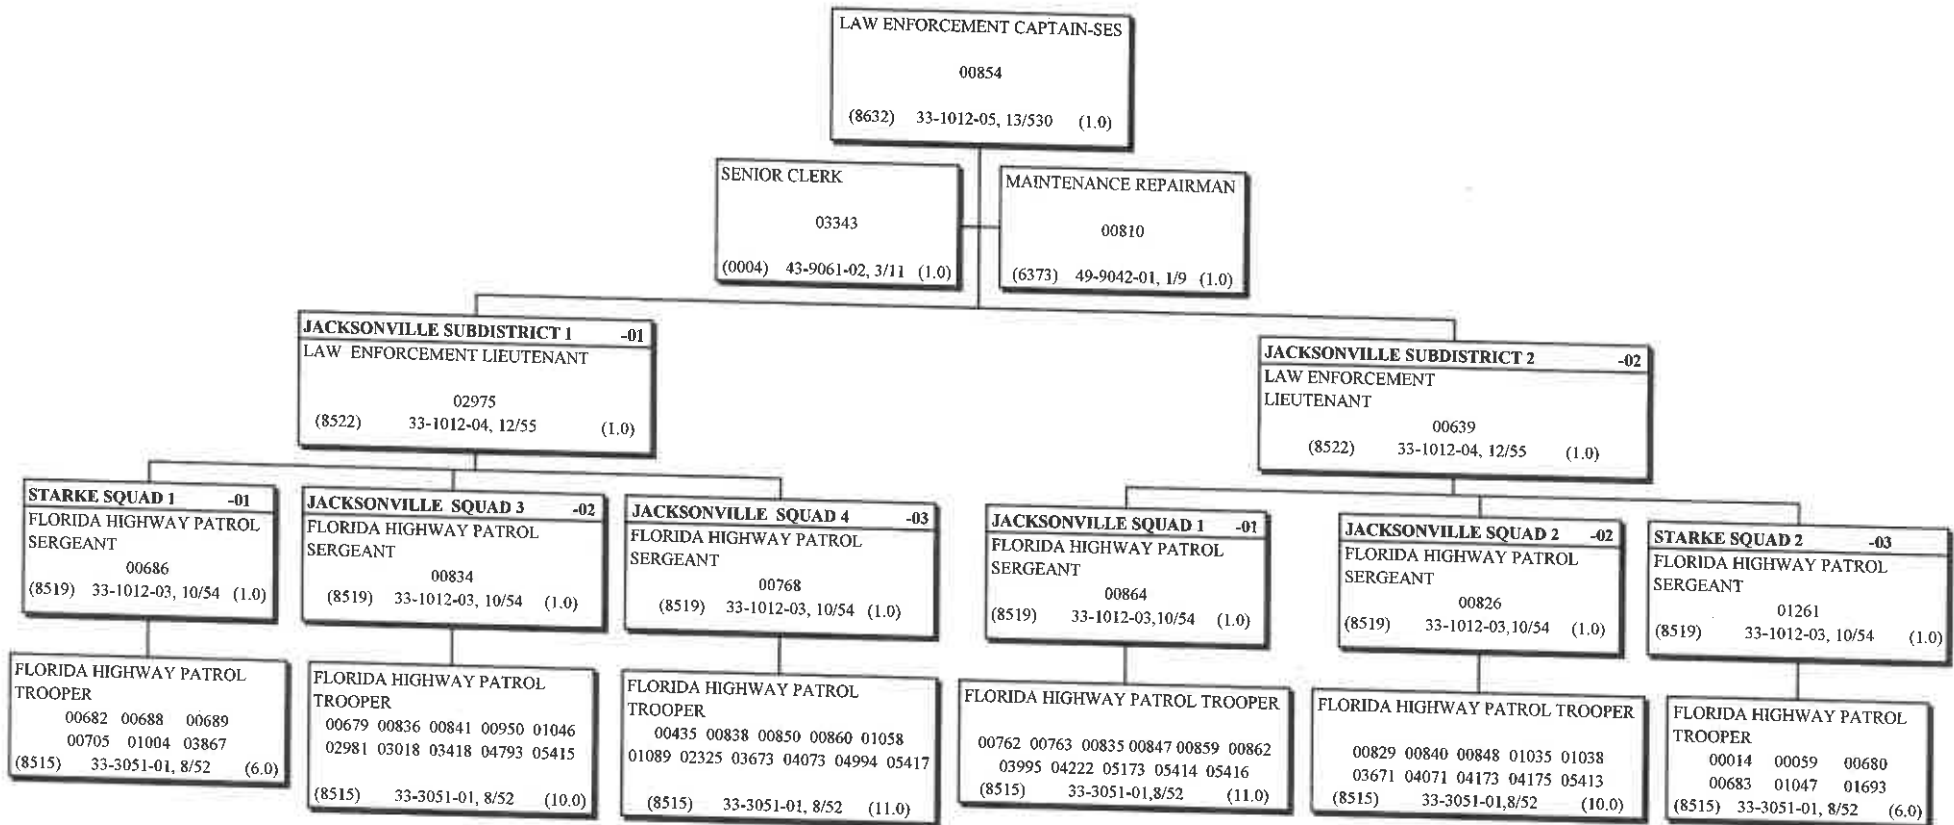 LAW ENFORCEMENT CAPTAIN-SES
00854
(8632) 33-1012-05, 13/530 (1.0)
SENIOR CLERK
03343
(0004) 43-9061-02, 3/11 (1.0)
MAINTENANCE REPAIRMAN
00810
(6373) 49-9042-01, 1/9 (1.0)
JACKSONVILLE SUBDISTRICT 1 -01
LAW ENFORCEMENT LIEUTENANT
02975
(8522) 33-1012-04, 12/55 (1.0)
JACKSONVILLE SUBDISTRICT 2 -02
LAW ENFORCEMENT
LIEUTENANT
00639
(8522) 33-1012-04, 12/55 (1.0)
STARKE SQUAD 1 -01
FLORIDA HIGHWAY PATROL
SERGEANT
00686
(8519) 33-1012-03, 10/54 (1.0)
JACKSONVILLE SQUAD 3 -02
FLORIDA HIGHWAY PATROL
SERGEANT
00834
(8519) 33-1012-03, 10/54 (1.0)
JACKSONVILLE SQUAD 4 -03
FLORIDA HIGHWAY PATROL
SERGEANT
00768
(8519) 33-1012-03, 10/54 (1.0)
JACKSONVILLE SQUAD 1 -01
FLORIDA HIGHWAY PATROL
SERGEANT
00864
(8519) 33-1012-03,10/54 (1.0)
JACKSONVILLE SQUAD 2 -02
FLORIDA HIGHWAY PATROL
SERGEANT
00826
(8519) 33-1012-03,10/54 (1.0)
STARKE SQUAD 2 -03
FLORIDA HIGHWAY PATROL
SERGEANT
01261
(8519) 33-1012-03, 10/54 (1.0)
FLORIDA HIGHWAY PATROL
TROOPER
00682 00688 00689
00705 01004 03867
(8515) 33-3051-01, 8/52 (6.0)
FLORIDA HIGHWAY PATROL
TROOPER
00679 00836 00841 00950 01046
02981 03018 03418 04793 05415
(8515) 33-3051-01, 8/52 (10.0)
FLORIDA HIGHWAY PATROL
TROOPER
00435 00838 00850 00860 01058
01089 02325 03673 04073 04994 05417
(8515) 33-3051-01, 8/52 (11.0)
FLORIDA HIGHWAY PATROL TROOPER
00762 00763 00835 00847 00859 00862
03995 04222 05173 05414 05416
(8515) 33-3051-01,8/52 (11.0)
FLORIDA HIGHWAY PATROL TROOPER
00829 00840 00848 01035 01038
03671 04071 04173 04175 05413
(8515) 33-3051-01,8/52 (10.0)
FLORIDA HIGHWAY PATROL
TROOPER
00014 00059 00680
00683 01047 01693
(8515) 33-3051-01, 8/52 (6.0)